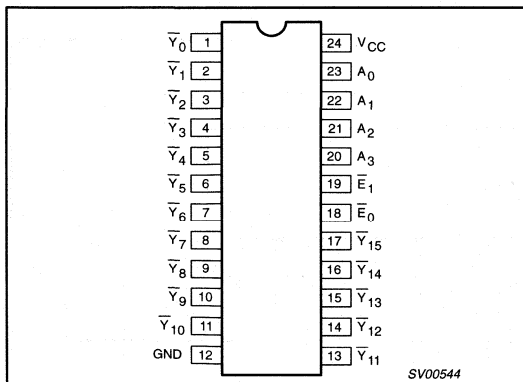 Y̅0 1 24 VCC
Y̅1 2 23 A0
Y̅2 3 22 A1
Y̅3 4 21 A2
Y̅4 5 20 A3
Y̅5 6 19 E̅1
Y̅6 7 18 E̅0
Y̅7 8 17 Y̅15
Y̅8 9 16 Y̅14
Y̅9 10 15 Y̅13
Y̅10 11 14 Y̅12
GND 12 13 Y̅11
SV00544